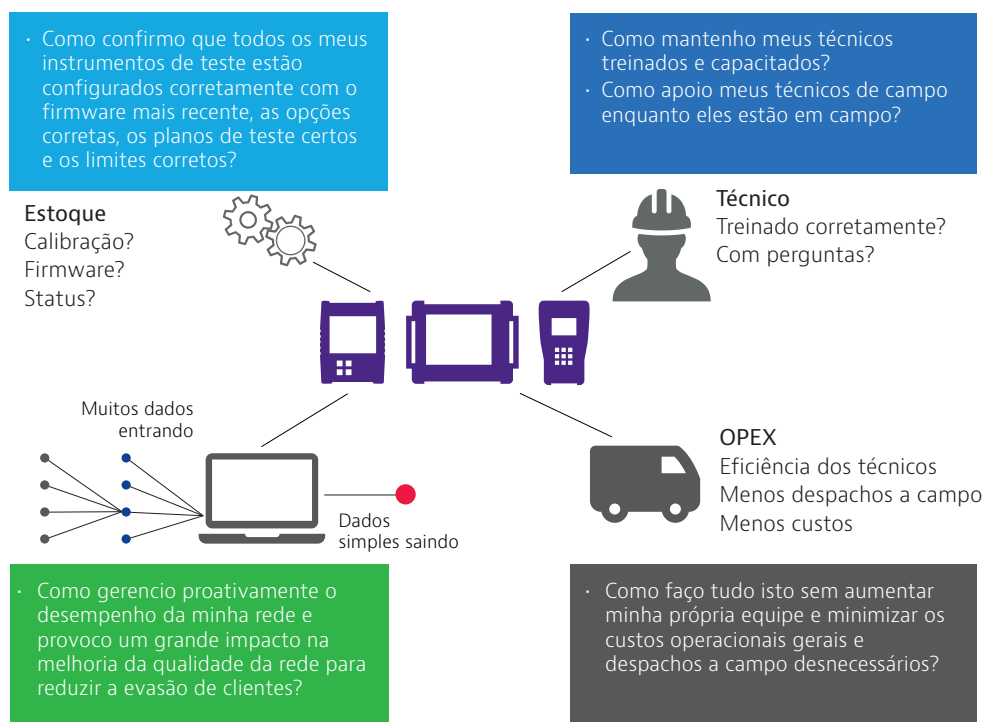 · Como confirmo que todos os meus
instrumentos de teste estão
configurados corretamente com o
firmware mais recente, as opções
corretas, os planos de teste certos
e os limites corretos?
· Como mantenho meus técnicos
treinados e capacitados?
· Como apoio meus técnicos de campo
enquanto eles estão em campo?
Estoque
Calibração?
Firmware?
Status?
Técnico
Treinado corretamente?
Com perguntas?
Muitos dados
entrando
Dados
simples saindo
OPEX
Eficiência dos técnicos
Menos despachos a campo
Menos custos
· Como gerencio proativamente o
desempenho da minha rede e
provoco um grande impacto na
melhoria da qualidade da rede para
reduzir a evasão de clientes?
· Como faço tudo isto sem aumentar
minha própria equipe e minimizar os
custos operacionais gerais e
despachos a campo desnecessários?